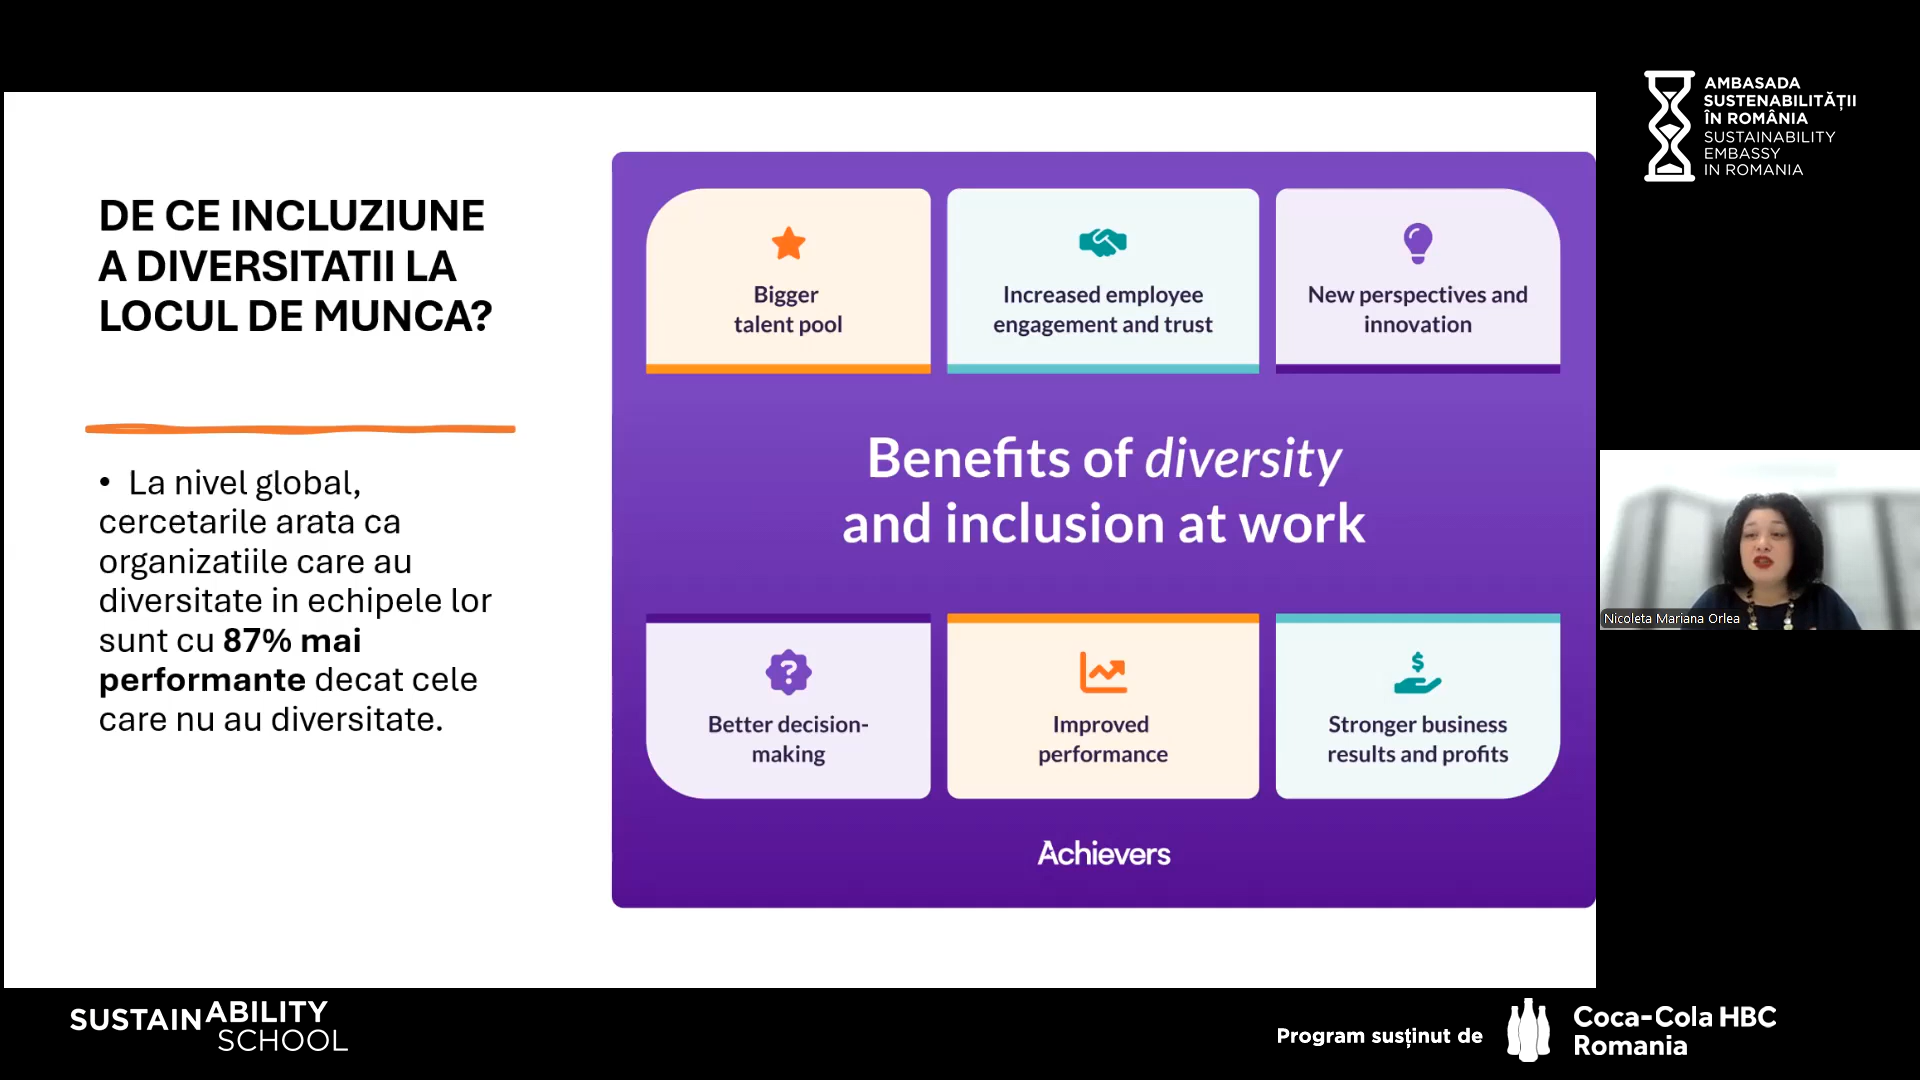 AMBASADA
SUSTENABILITĂȚII
ÎN ROMÂNIA
SUSTAINABILITY
EMBASSY
IN ROMANIA
DE CE INCLUZIUNE
A DIVERSITATII LA
LOCUL DE MUNCA?
• La nivel global,
cercetarile arata ca
organizatiile care au
diversitate in echipele lor
sunt cu 87% mai
performante decat cele
care nu au diversitate.
Bigger
talent pool
Increased employee
engagement and trust
New perspectives and
innovation
Benefits of diversity
and inclusion at work
Better decision-
making
Improved
performance
Stronger business
results and profits
Achievers
Nicoleta Mariana Orlea
SUSTAINABILITY
SCHOOL
Program susținut de
Coca-Cola HBC
Romania